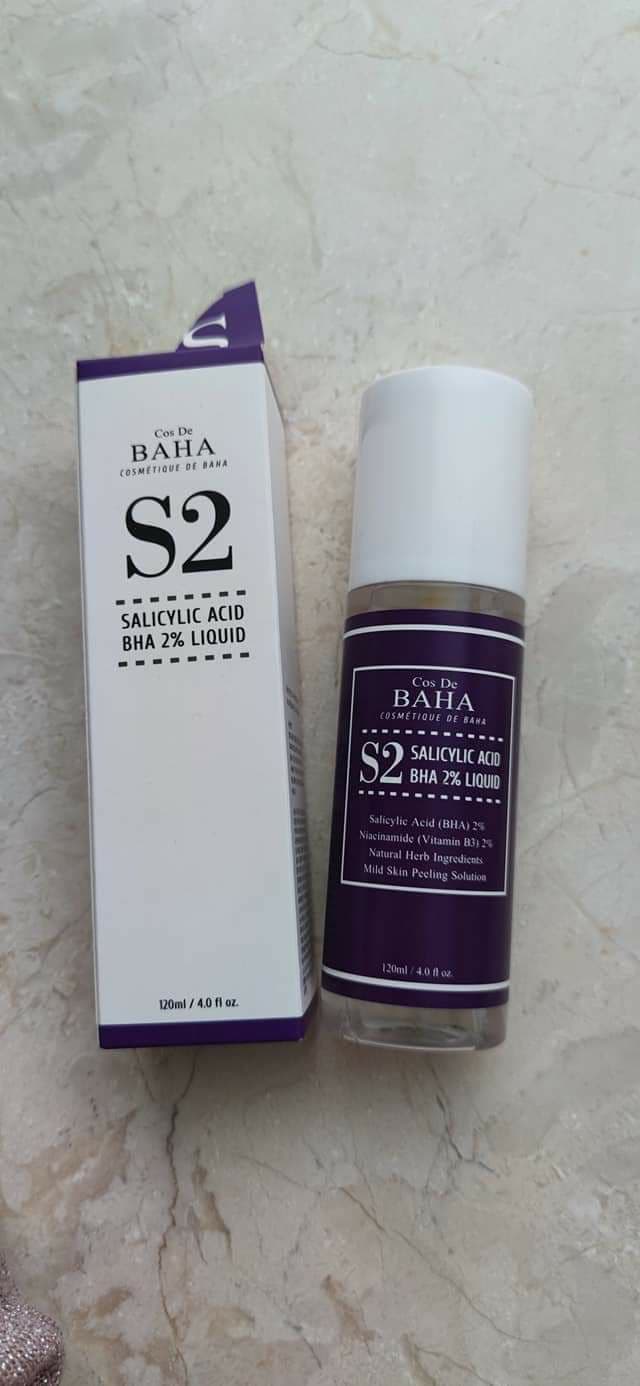 S
Cos De
BAHA
COSMÉTIQUE DE BAHA
S2
SALICYLIC ACID
BHA 2% LIQUID
120ml / 4.0 fl oz.
Cos De
BAHA
COSMÉTIQUE DE BAHA
S2 SALICYLIC ACID
BHA 2% LIQUID
Salicylic Acid (BHA) 2%
Niacinamide (Vitamin B3) 2%
Natural Herb Ingredients
Mild Skin Peeling Solution
120ml / 4.0 fl oz.